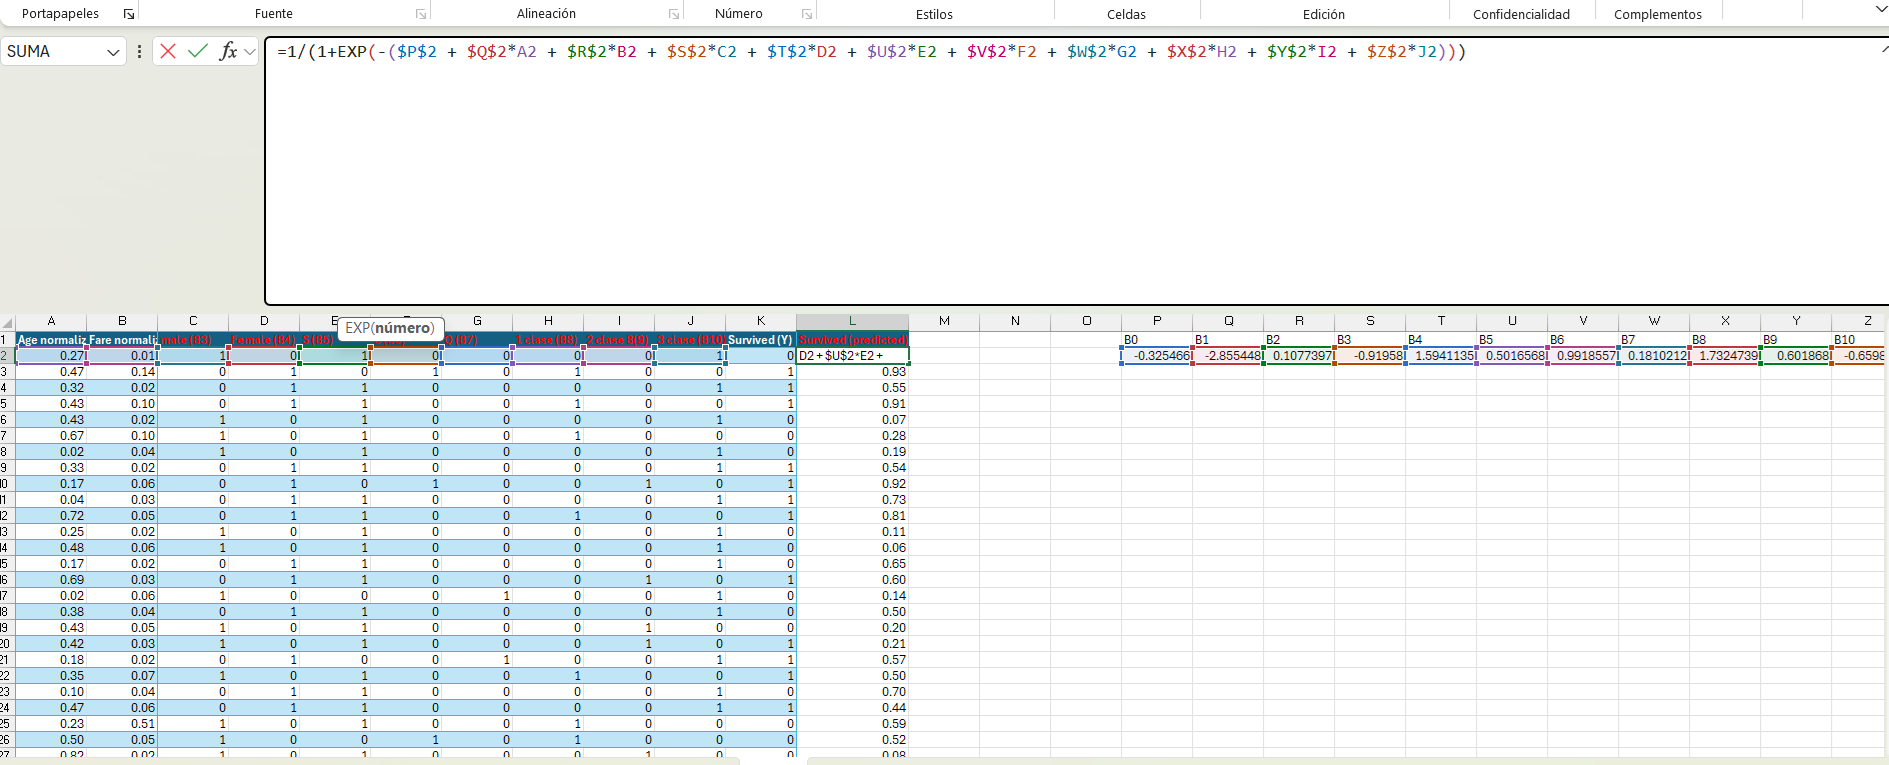 Portapapeles Fuente Alineación Número Estilos Celdas Edición Confidencialidad Complementos
SUMA fx =1/(1+EXP(-($P$2 + $Q$2*A2 + $R$2*B2 + $S$2*C2 + $T$2*D2 + $U$2*E2 + $V$2*F2 + $W$2*G2 + $X$2*H2 + $Y$2*I2 + $Z$2*J2)))
A B C D E G H I J K L M N O P Q R S T U V W X Y Z
EXP(número)
1 Age normaliz Fare normali male (B3) Female (B4) S (B5) (B7) 1 clase (B8) 2 clase B(9) 3 clase (B10) Survived (Y) Survived (predicted) B0 B1 B2 B3 B4 B5 B6 B7 B8 B9 B10
2 0.27 0.01 1 0 1 0 0 0 0 1 0 D2 + $U$2*E2 + -0.325466 -2.855448 0.1077397 -0.91958 1.5941135 0.5016568 0.9918557 0.1810212 1.7324739 0.601868 -0.6598
3 0.47 0.14 0 1 0 1 0 1 0 0 1 0.93
4 0.32 0.02 0 1 1 0 0 0 0 1 1 0.55
5 0.43 0.10 0 1 1 0 0 1 0 0 1 0.91
6 0.43 0.02 1 0 1 0 0 0 0 1 0 0.07
7 0.67 0.10 1 0 1 0 0 1 0 0 0 0.28
8 0.02 0.04 1 0 1 0 0 0 0 1 0 0.19
9 0.33 0.02 0 1 1 0 0 0 0 1 1 0.54
10 0.17 0.06 0 1 0 1 0 0 1 0 1 0.92
11 0.04 0.03 0 1 1 0 0 0 0 1 1 0.73
12 0.72 0.05 0 1 1 0 0 1 0 0 1 0.81
13 0.25 0.02 1 0 1 0 0 0 0 1 0 0.11
14 0.48 0.06 1 0 1 0 0 0 0 1 0 0.06
15 0.17 0.02 0 1 1 0 0 0 0 1 0 0.65
16 0.69 0.03 0 1 1 0 0 0 1 0 1 0.60
17 0.02 0.06 1 0 0 0 1 0 0 1 0 0.14
18 0.38 0.04 0 1 1 0 0 0 0 1 0 0.50
19 0.43 0.05 1 0 1 0 0 0 1 0 0 0.20
20 0.42 0.03 1 0 1 0 0 0 1 0 1 0.21
21 0.18 0.02 0 1 0 0 1 0 0 1 1 0.57
22 0.35 0.07 1 0 1 0 0 1 0 0 1 0.50
23 0.10 0.04 0 1 1 0 0 0 0 1 0 0.70
24 0.47 0.06 0 1 1 0 0 0 0 1 1 0.44
25 0.23 0.51 1 0 1 0 0 1 0 0 0 0.59
26 0.50 0.05 1 0 0 1 0 1 0 0 0 0.52
27 0.82 0.02 1 0 1 0 0 0 1 0 0 0.08